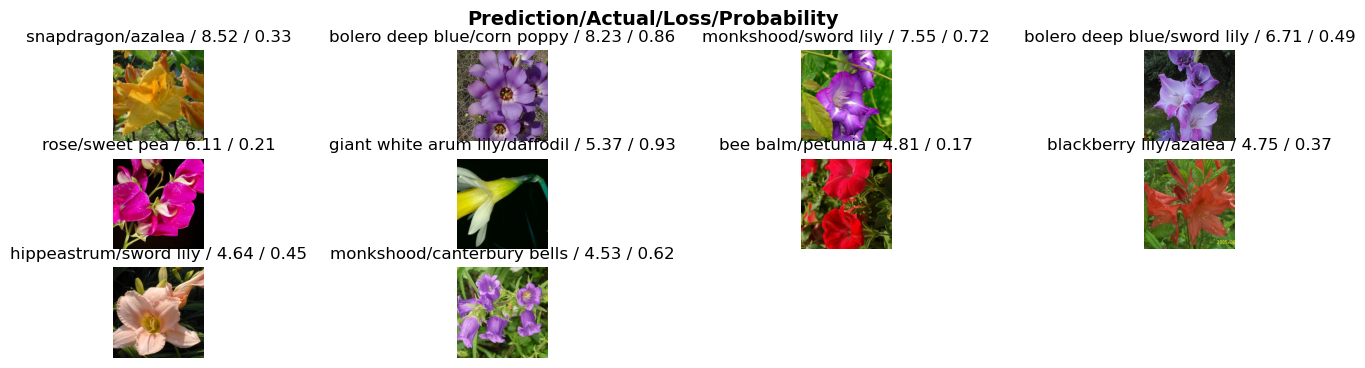 Prediction/Actual/Loss/Probability
snapdragon/azalea / 8.52 / 0.33
bolero deep blue/corn poppy / 8.23 / 0.86
monkshood/sword lily / 7.55 / 0.72
bolero deep blue/sword lily / 6.71 / 0.49
rose/sweet pea / 6.11 / 0.21
giant white arum lily/daffodil / 5.37 / 0.93
bee balm/petunia / 4.81 / 0.17
blackberry lily/azalea / 4.75 / 0.37
hippeastrum/sword lily / 4.64 / 0.45
monkshood/canterbury bells / 4.53 / 0.62